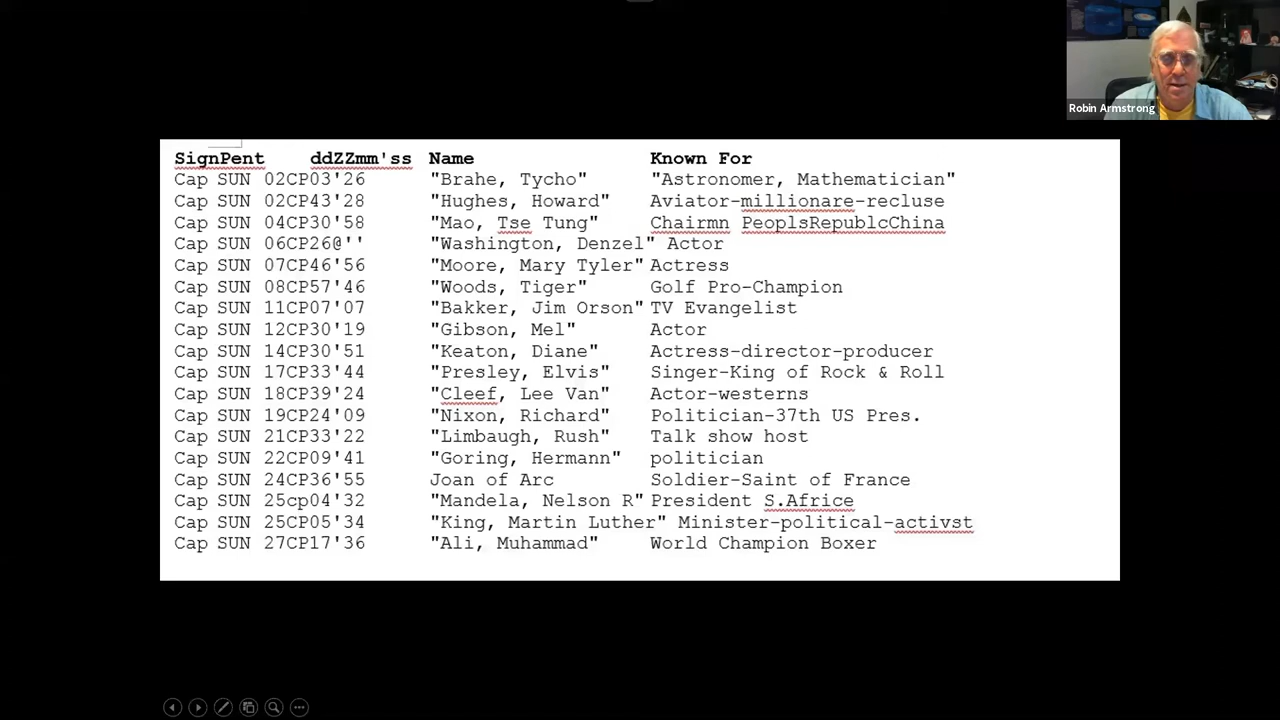 Robin Armstrong
SignPent ddZZmm'ss Name Known For
Cap SUN 02CP03'26 "Brahe, Tycho" "Astronomer, Mathematician"
Cap SUN 02CP43'28 "Hughes, Howard" Aviator-millionare-recluse
Cap SUN 04CP30'58 "Mao, Tse Tung" Chairmn PeoplsRepublcChina
Cap SUN 06CP26@'' "Washington, Denzel" Actor
Cap SUN 07CP46'56 "Moore, Mary Tyler" Actress
Cap SUN 08CP57'46 "Woods, Tiger" Golf Pro-Champion
Cap SUN 11CP07'07 "Bakker, Jim Orson" TV Evangelist
Cap SUN 12CP30'19 "Gibson, Mel" Actor
Cap SUN 14CP30'51 "Keaton, Diane" Actress-director-producer
Cap SUN 17CP33'44 "Presley, Elvis" Singer-King of Rock & Roll
Cap SUN 18CP39'24 "Cleef, Lee Van" Actor-westerns
Cap SUN 19CP24'09 "Nixon, Richard" Politician-37th US Pres.
Cap SUN 21CP33'22 "Limbaugh, Rush" Talk show host
Cap SUN 22CP09'41 "Goring, Hermann" politician
Cap SUN 24CP36'55 Joan of Arc Soldier-Saint of France
Cap SUN 25cp04'32 "Mandela, Nelson R" President S.Africe
Cap SUN 25CP05'34 "King, Martin Luther" Minister-political-activst
Cap SUN 27CP17'36 "Ali, Muhammad" World Champion Boxer